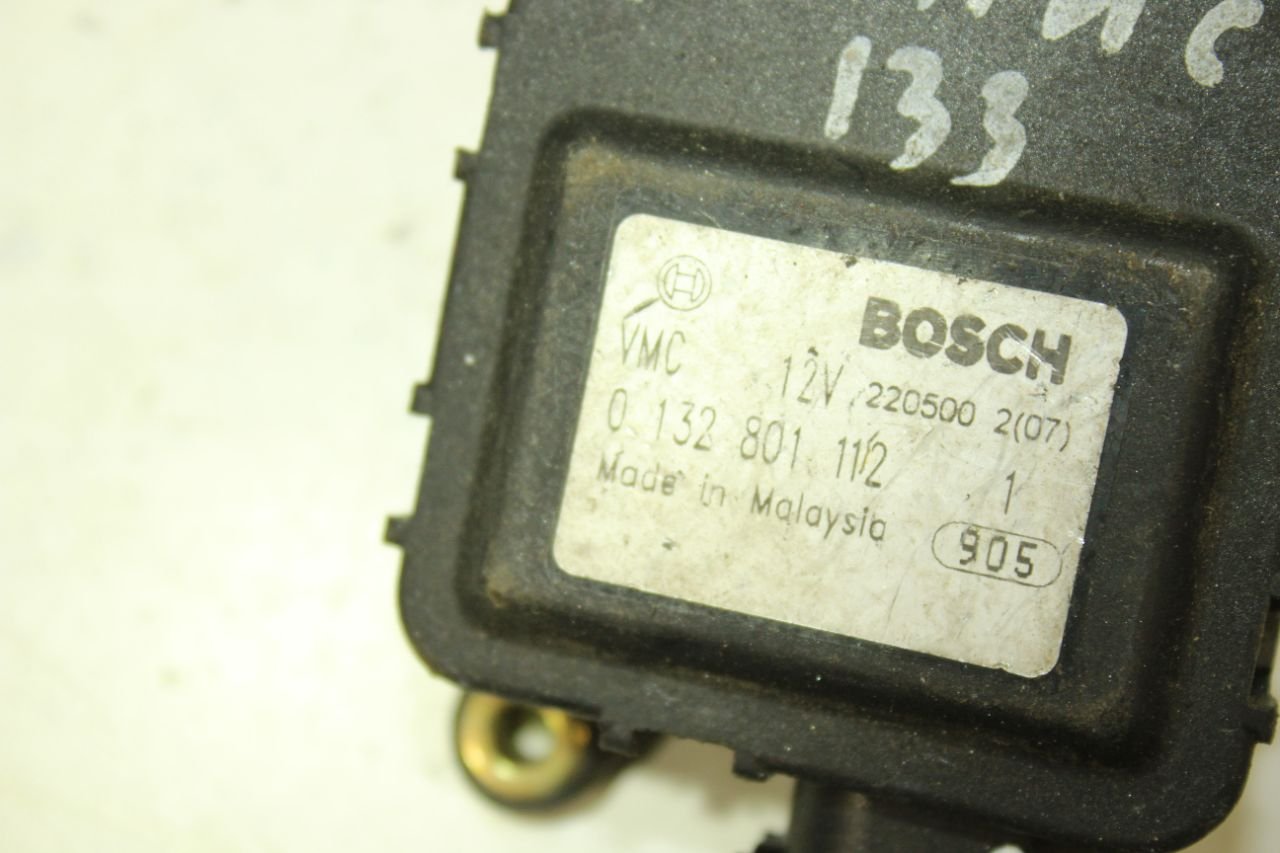 133
BOSCH
VMC 12V 220500 2(07)
0 132 801 112 1
Made in Malaysia 905